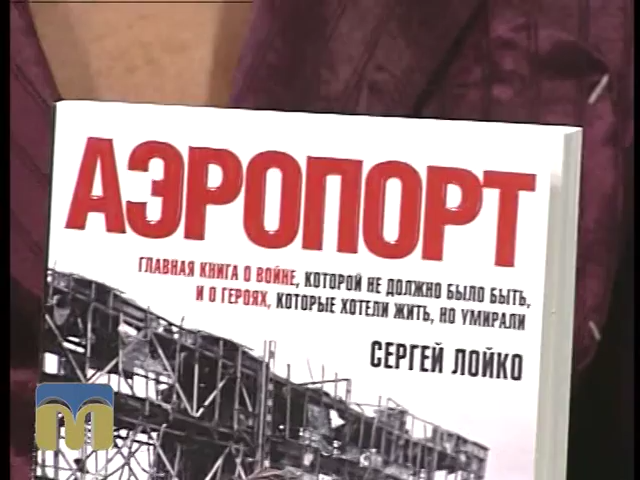 АЭРОПОРТ
ГЛАВНАЯ КНИГА О ВОЙНЕ, КОТОРОЙ НЕ ДОЛЖНО БЫЛО БЫТЬ,
И О ГЕРОЯХ, КОТОРЫЕ ХОТЕЛИ ЖИТЬ, НО УМИРАЛИ
СЕРГЕЙ ЛОЙКО